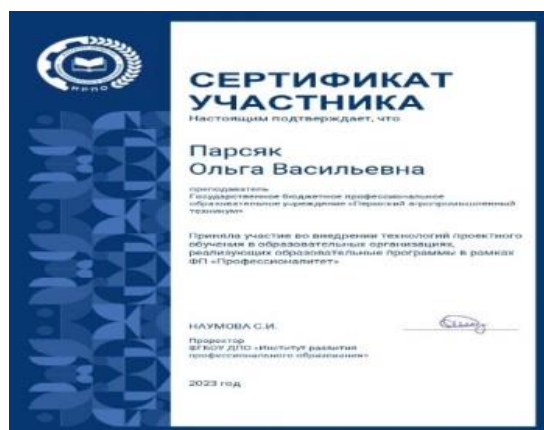 ИРПО
СЕРТИФИКАТ
УЧАСТНИКА
Настоящим подтверждает, что
Парсяк
Ольга Васильевна
преподаватель
Государственное бюджетное профессиональное
образовательное учреждение «Пермский агропромышленный
техникум»
Приняла участие во внедрении технологий проектного
обучения в образовательных организациях,
реализующих образовательные программы в рамках
ФП «Профессионалитет»
НАУМОВА С.И.
Проректор
ФГБОУ ДПО «Институт развития
профессионального образования»
2023 год